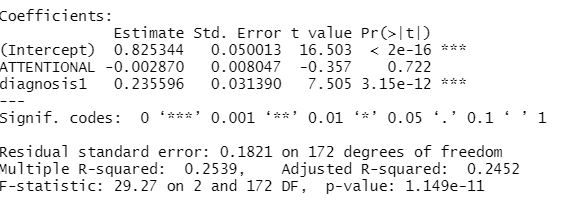 Coefficients:
Estimate Std. Error t value Pr(>|t|)
(Intercept) 0.825344 0.050013 16.503 < 2e-16 ***
ATTENTIONAL -0.002870 0.008047 -0.357 0.722
diagnosis1 0.235596 0.031390 7.505 3.15e-12 ***
---
Signif. codes: 0 ‘***’ 0.001 ‘**’ 0.01 ‘*’ 0.05 ‘.’ 0.1 ‘ ’ 1
Residual standard error: 0.1821 on 172 degrees of freedom
Multiple R-squared: 0.2539, Adjusted R-squared: 0.2452
F-statistic: 29.27 on 2 and 172 DF, p-value: 1.149e-11